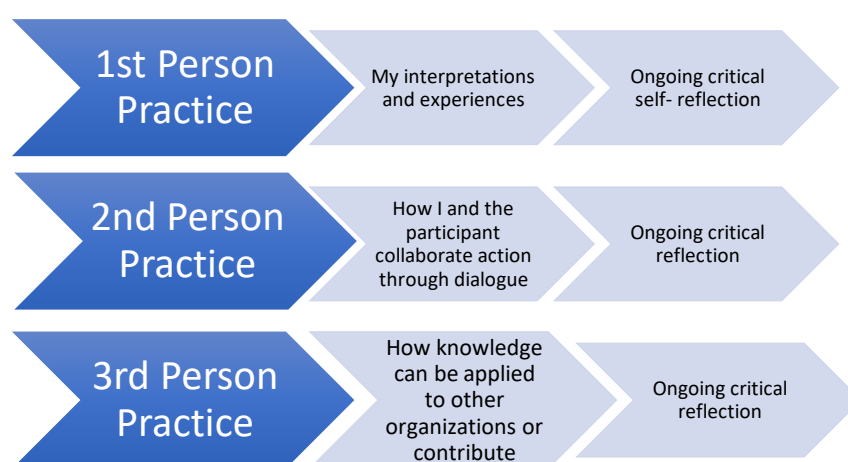 1st Person
Practice
My interpretations
and experiences
Ongoing critical
self- reflection
2nd Person
Practice
How I and the
participant
collaborate action
through dialogue
Ongoing critical
reflection
3rd Person
Practice
How knowledge
can be applied
to other
organizations or
contribute
Ongoing critical
reflection